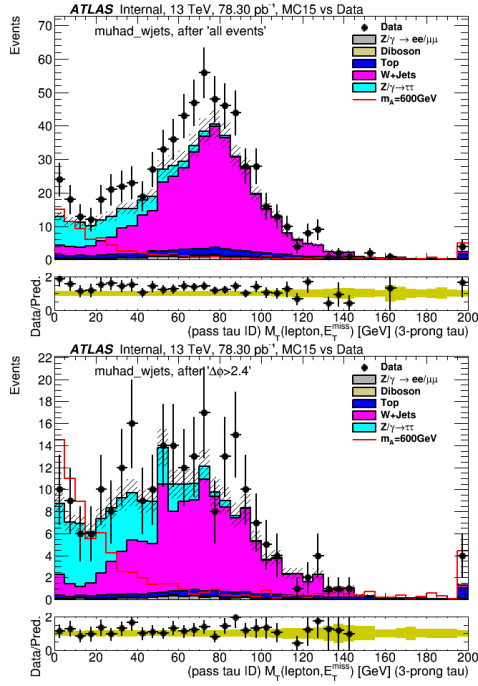 ATLAS Internal, 13 TeV, 78.30 pb⁻¹, MC15 vs Data
Events
muhad_wjets, after 'all events'
Data
Z/γ → ee/μμ
Diboson
Top
W+Jets
Z/γ→ττ
m_A=600GeV
60
50
40
30
20
10
0
Data/Pred.
2
1
0
0 20 40 60 80 100 120 140 160 180 200
(pass tau ID) M_T(lepton,E_T^miss) [GeV] (3-prong tau)
ATLAS Internal, 13 TeV, 78.30 pb⁻¹, MC15 vs Data
Events
muhad_wjets, after 'Δϕ>2.4'
Data
Z/γ → ee/μμ
Diboson
Top
W+Jets
Z/γ→ττ
m_A=600GeV
22
20
18
16
14
12
10
8
6
4
2
0
Data/Pred.
2
1
0
0 20 40 60 80 100 120 140 160 180 200
(pass tau ID) M_T(lepton,E_T^miss) [GeV] (3-prong tau)